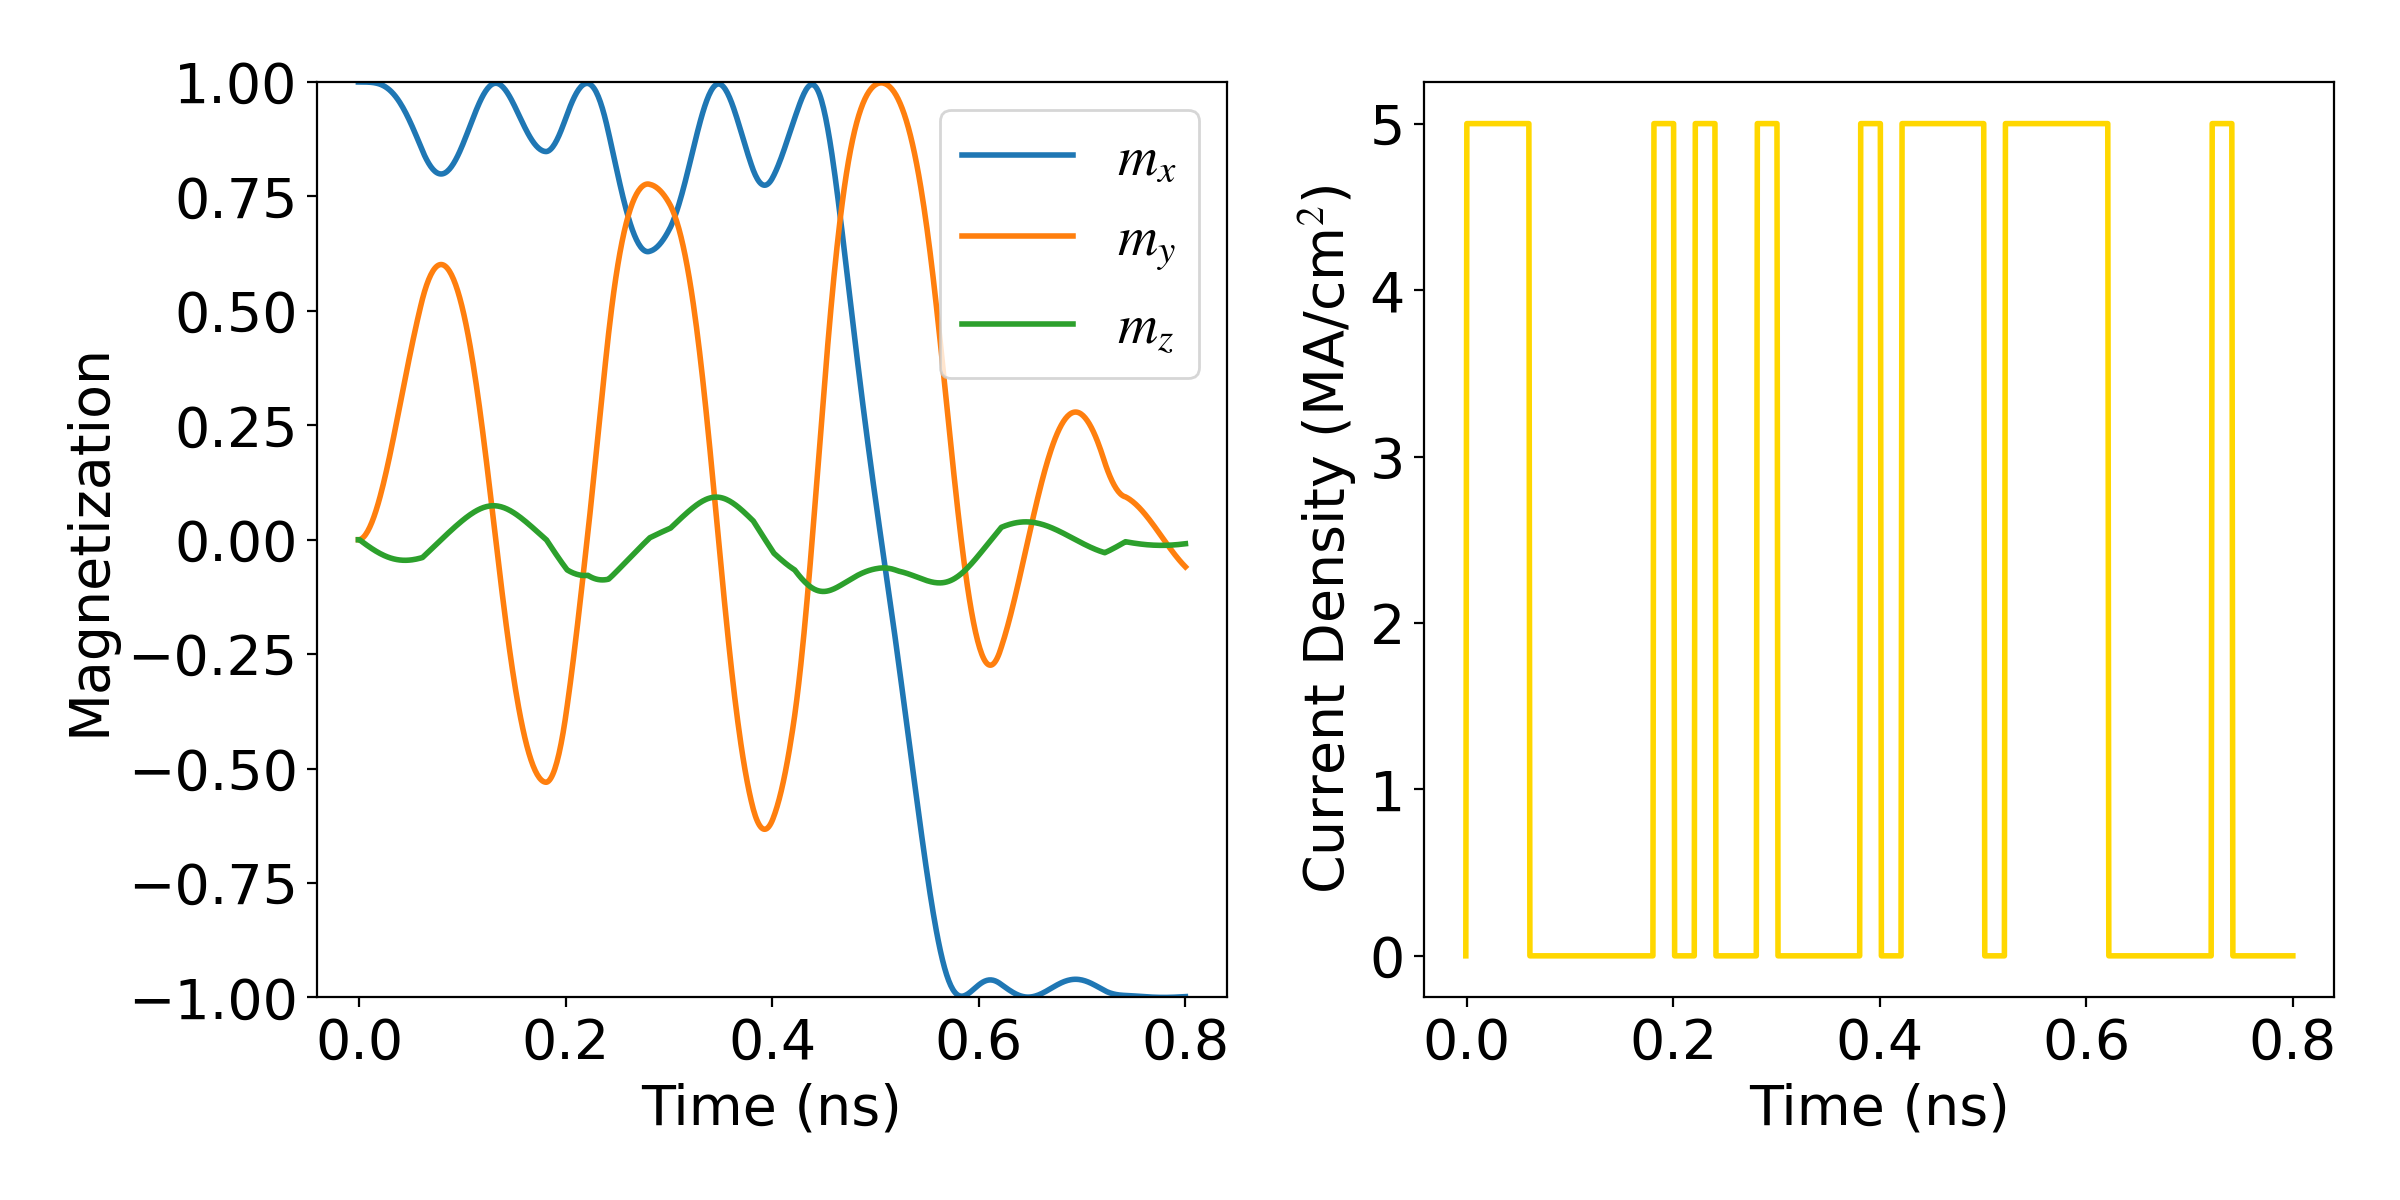 1.00
0.75
0.50
0.25
0.00
−0.25
−0.50
−0.75
−1.00
Magnetization
0.0 0.2 0.4 0.6 0.8
Time (ns)
mₓ
m_y
m_z
5
4
3
2
1
0
Current Density (MA/cm²)
0.0 0.2 0.4 0.6 0.8
Time (ns)